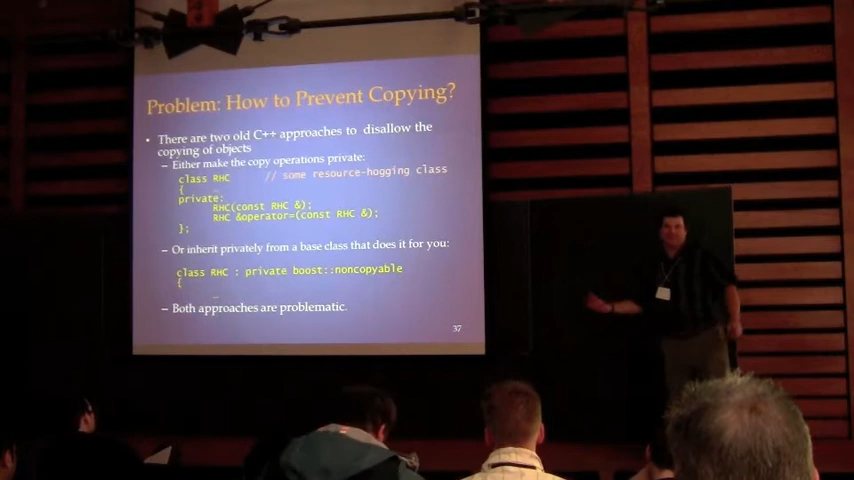 Problem: How to Prevent Copying?
• There are two old C++ approaches to disallow the
copying of objects
– Either make the copy operations private:
class RHC // some resource-hogging class
{ …
private:
RHC(const RHC &);
RHC &operator=(const RHC &);
};
– Or inherit privately from a base class that does it for you:
class RHC : private boost::noncopyable
{
…
– Both approaches are problematic.
37